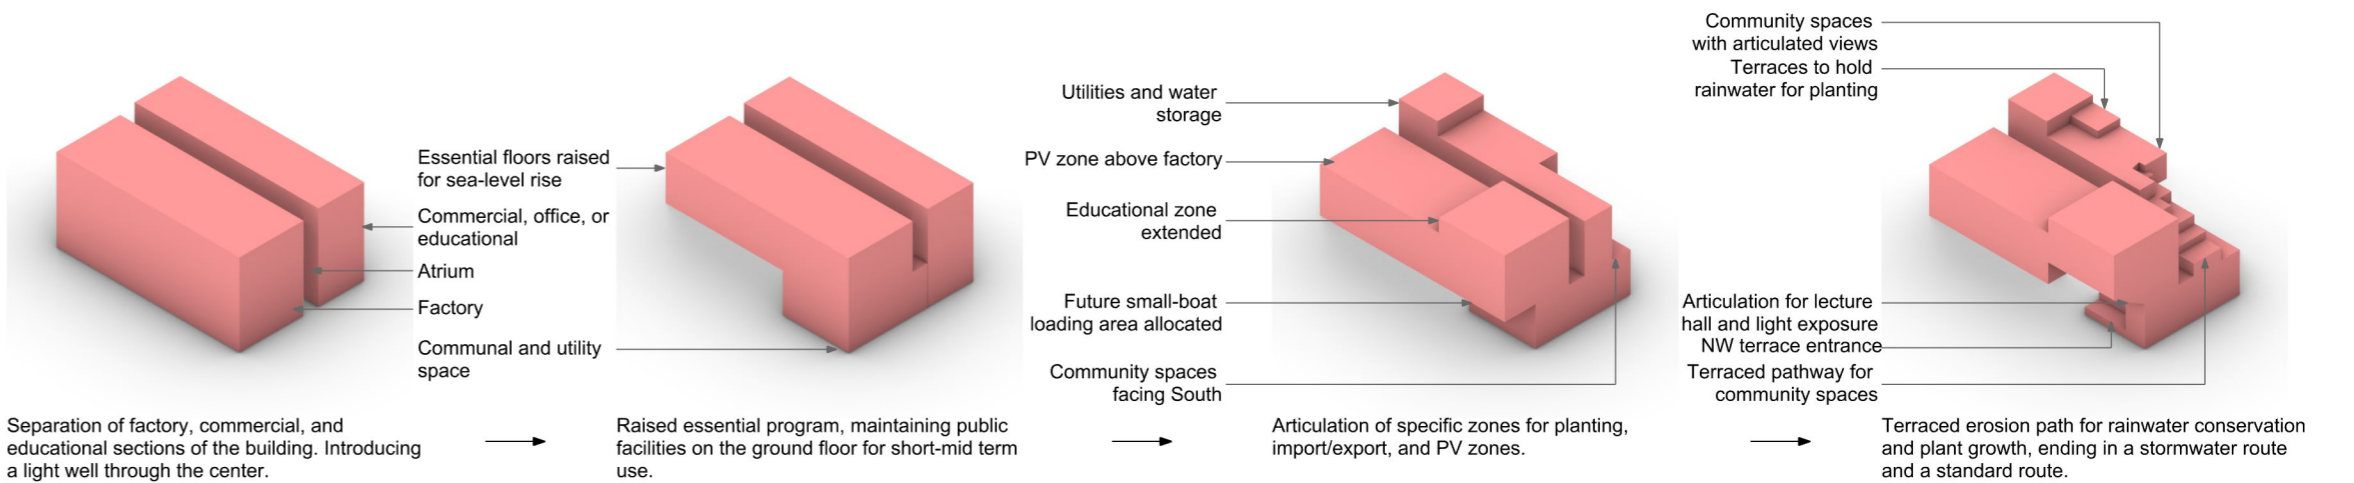 Commercial, office, or
educational
Atrium
Factory
Separation of factory, commercial, and
educational sections of the building. Introducing
a light well through the center.
Essential floors raised
for sea-level rise
Communal and utility
space
Raised essential program, maintaining public
facilities on the ground floor for short-mid term
use.
Utilities and water
storage
PV zone above factory
Educational zone
extended
Future small-boat
loading area allocated
Community spaces
facing South
Articulation of specific zones for planting,
import/export, and PV zones.
Community spaces
with articulated views
Terraces to hold
rainwater for planting
Articulation for lecture
hall and light exposure
NW terrace entrance
Terraced pathway for
community spaces
Terraced erosion path for rainwater conservation
and plant growth, ending in a stormwater route
and a standard route.